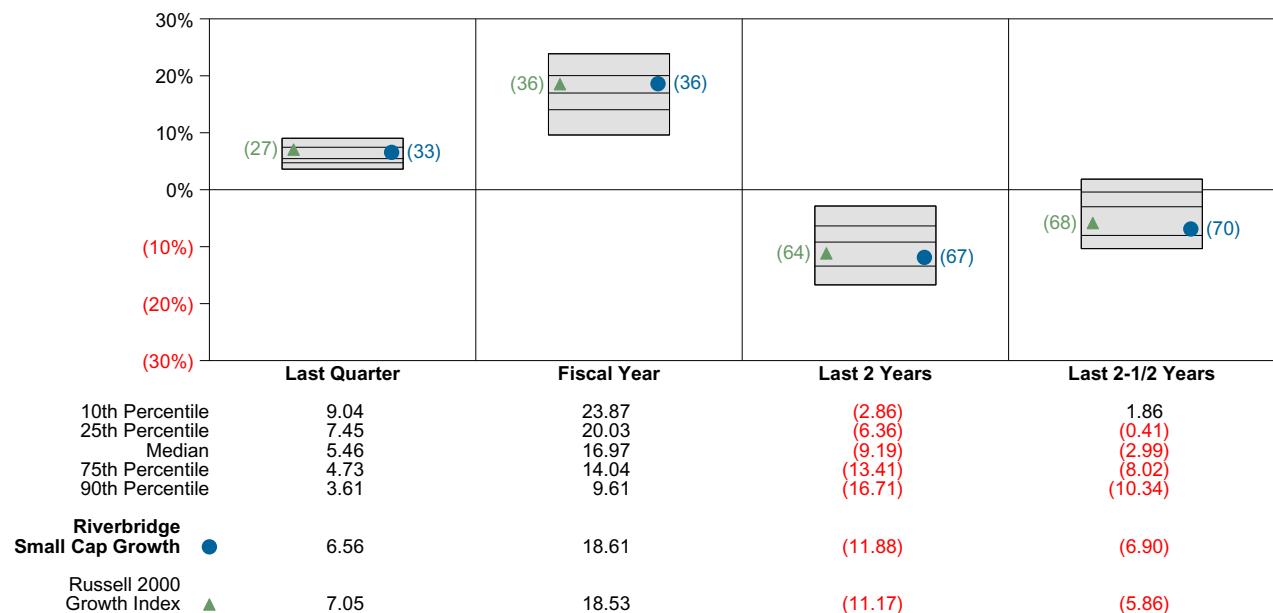 30%
20%
10%
0%
(10%)
(20%)
(30%)
(27) (33)
(36) (36)
(64) (67)
(68) (70)
Last Quarter Fiscal Year Last 2 Years Last 2-1/2 Years
10th Percentile 9.04 23.87 (2.86) 1.86
25th Percentile 7.45 20.03 (6.36) (0.41)
Median 5.46 16.97 (9.19) (2.99)
75th Percentile 4.73 14.04 (13.41) (8.02)
90th Percentile 3.61 9.61 (16.71) (10.34)
Riverbridge
Small Cap Growth 6.56 18.61 (11.88) (6.90)
Russell 2000
Growth Index 7.05 18.53 (11.17) (5.86)